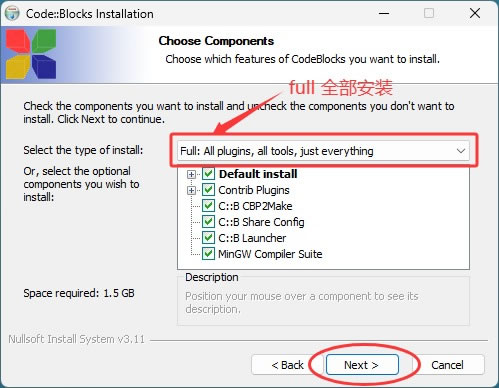 Code::Blocks Installation
Choose Components
Choose which features of CodeBlocks you want to install.
full 全部安装
Check the components you want to install and uncheck the components you don't want to
install. Click Next to continue.
Select the type of install:
Full: All plugins, all tools, just everything
Or, select the optional
components you wish to
install:
Default install
Contrib Plugins
C::B CBP2Make
C::B Share Config
C::B Launcher
MinGW Compiler Suite
Space required: 1.5 GB
Description
Position your mouse over a component to see its
description.
Nullsoft Install System v3.11
< Back
Next >
Cancel